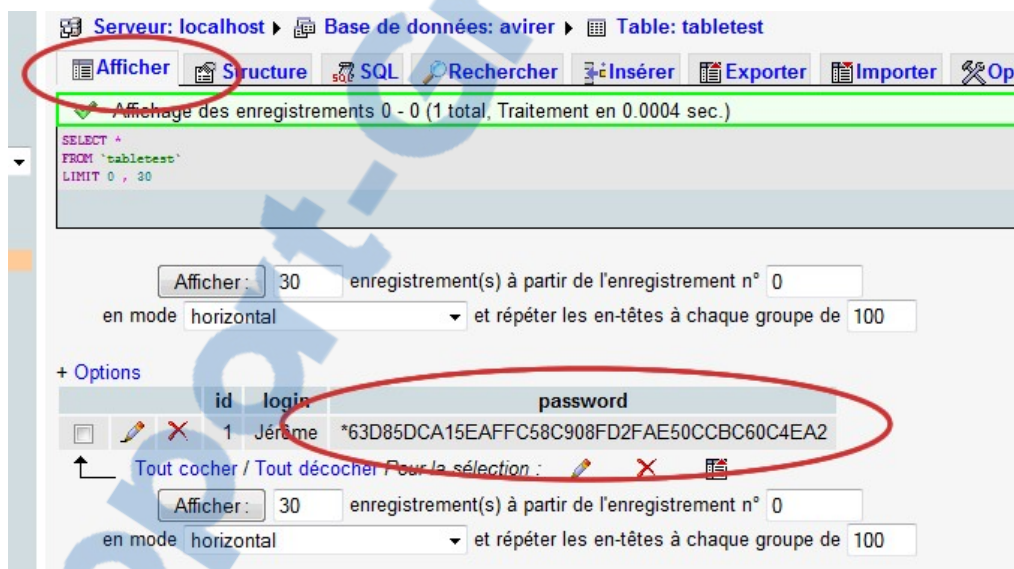 Serveur: localhost ▸ Base de données: avirer ▸ Table: tabletest
Afficher Structure SQL Rechercher Insérer Exporter Importer Op
Affichage des enregistrements 0 - 0 (1 total, Traitement en 0.0004 sec.)
SELECT *
FROM `tabletest`
LIMIT 0 , 30
Afficher : 30 enregistrement(s) à partir de l'enregistrement n° 0
en mode horizontal et répéter les en-têtes à chaque groupe de 100
+ Options
id login password
1 Jérôme *63D85DCA15EAFFC58C908FD2FAE50CCBC60C4EA2
Tout cocher / Tout décocher Pour la sélection :
Afficher : 30 enregistrement(s) à partir de l'enregistrement n° 0
en mode horizontal et répéter les en-têtes à chaque groupe de 100